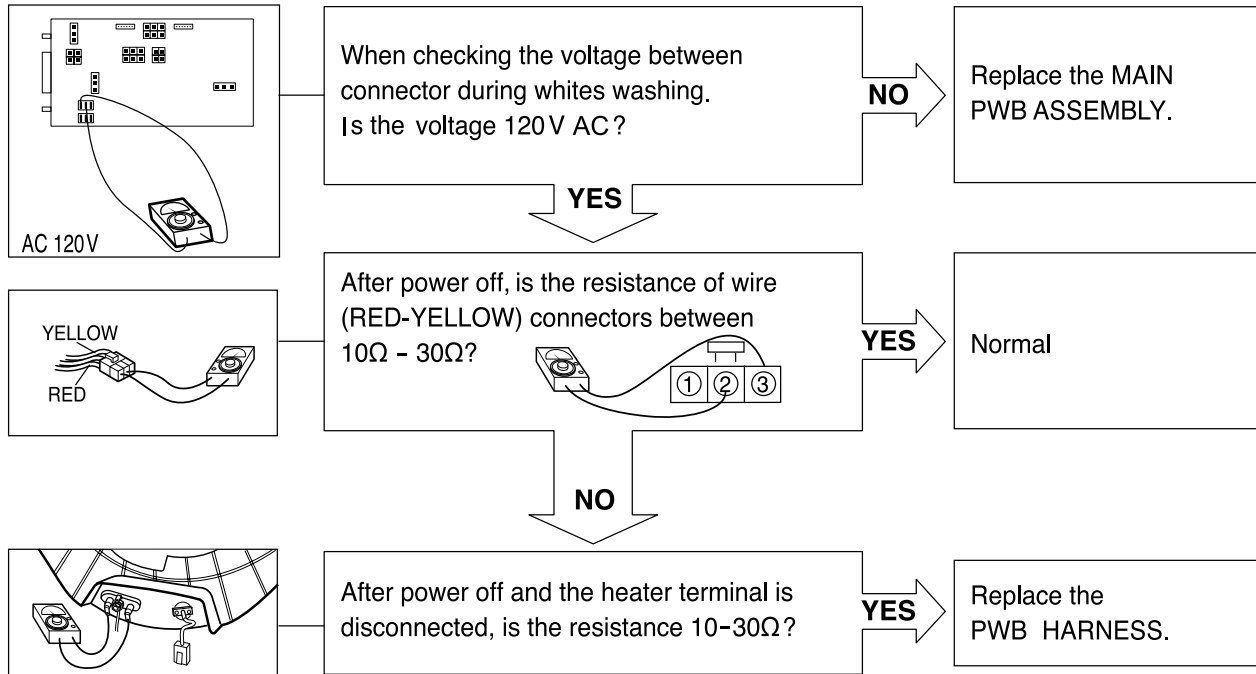 When checking the voltage between
connector during whites washing.
Is the voltage 120V AC?
NO
Replace the MAIN
PWB ASSEMBLY.
AC 120V
YES
After power off, is the resistance of wire
(RED-YELLOW) connectors between
10Ω – 30Ω?
① ② ③
YES
Normal
YELLOW
RED
NO
After power off and the heater terminal is
disconnected, is the resistance 10–30Ω?
YES
Replace the
PWB HARNESS.